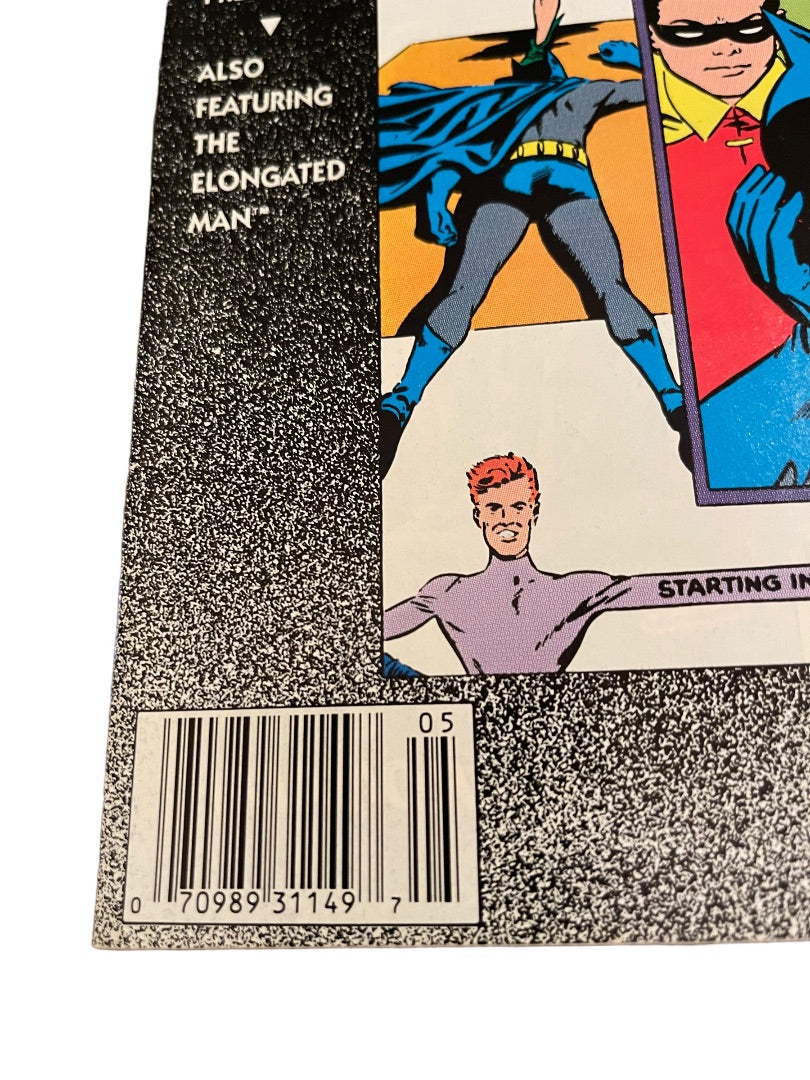 ALSO
FEATURING
THE
ELONGATED
MAN™
STARTING IN
05
0 70989 31149 7